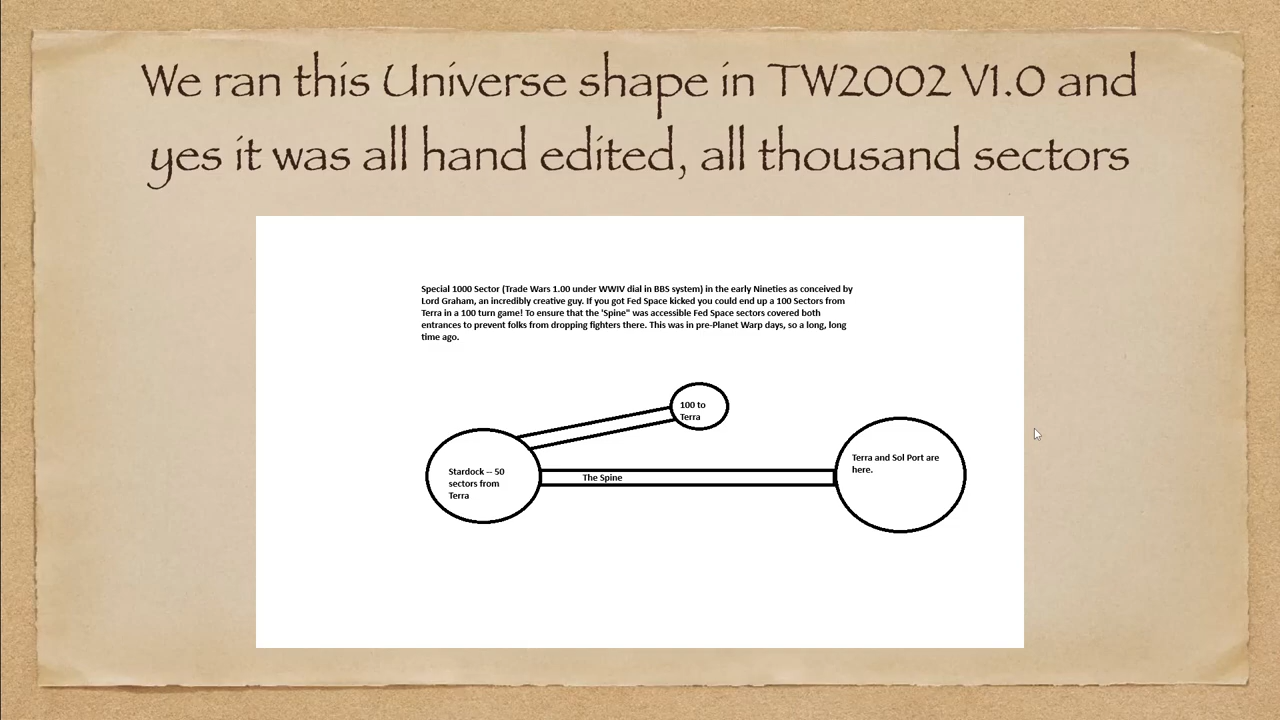 We ran this Universe shape in TW2002 V1.0 and
yes it was all hand edited, all thousand sectors
Special 1000 Sector (Trade Wars 1.00 under WWIV dial in BBS system) in the early Nineties as conceived by
Lord Graham, an incredibly creative guy. If you got Fed Space kicked you could end up a 100 Sectors from
Terra in a 100 turn game! To ensure that the 'Spine" was accessible Fed Space sectors covered both
entrances to prevent folks from dropping fighters there. This was in pre-Planet Warp days, so a long, long
time ago.
100 to
Terra
Stardock -- 50
sectors from
Terra
The Spine
Terra and Sol Port are
here.